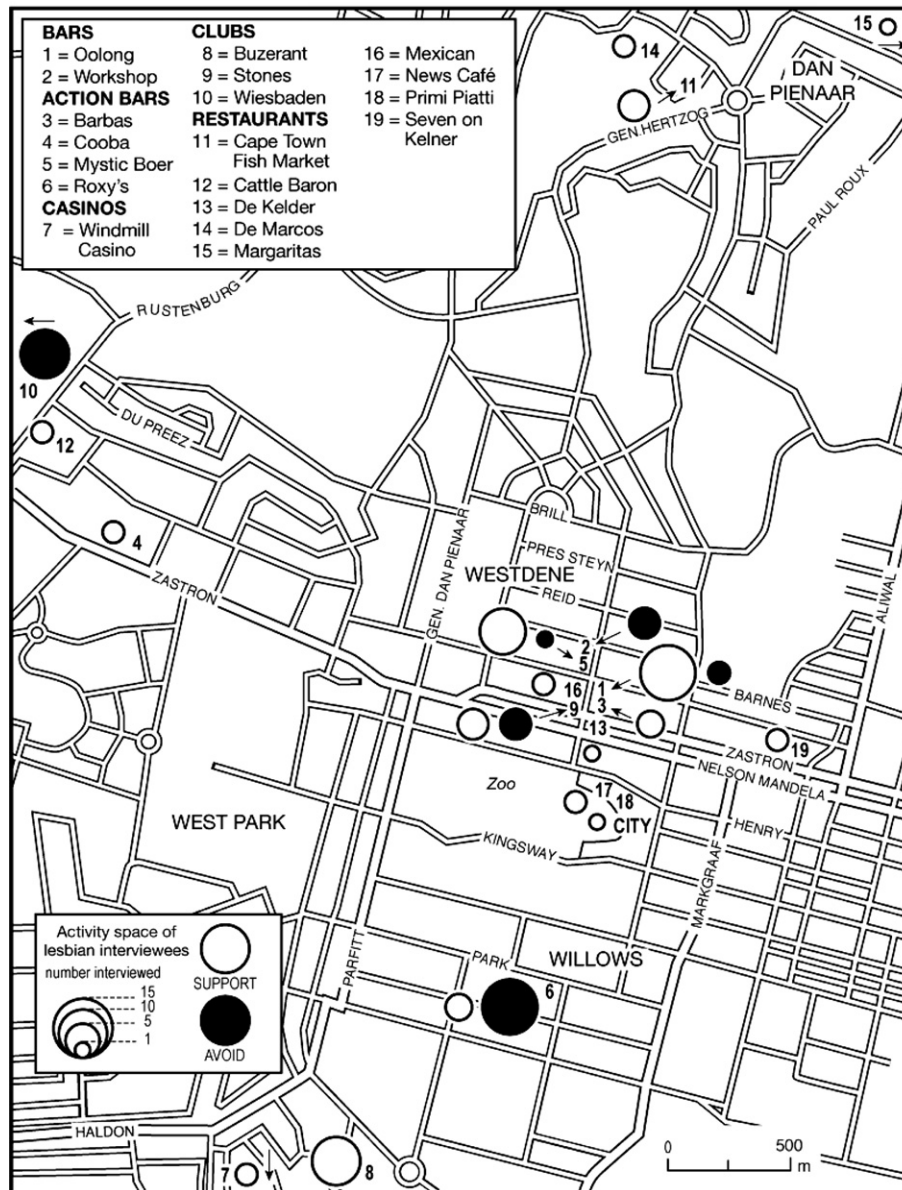 BARS
1 = Oolong
2 = Workshop
ACTION BARS
3 = Barbas
4 = Cooba
5 = Mystic Boer
6 = Roxy's
CASINOS
7 = Windmill
Casino
CLUBS
8 = Buzerant
9 = Stones
10 = Wiesbaden
RESTAURANTS
11 = Cape Town
Fish Market
12 = Cattle Baron
13 = De Kelder
14 = De Marcos
15 = Margaritas
16 = Mexican
17 = News Café
18 = Primi Piatti
19 = Seven on
Kelner
15
14
DAN
PIENAAR
11
GEN.HERTZOG
PAUL ROUX
RUSTENBURG
10
DU PREEZ
12
4
ZASTRON
GEN. DAN PIENAAR
BRILL
PRES STEYN
WESTDENE
REID
ALIWAL
2
5
16
1
BARNES
3
9
13
19
ZASTRON
NELSON MANDELA
Zoo
17
18
WEST PARK
CITY
HENRY
KINGSWAY
MARKGRAAF
PARFITT
PARK
WILLOWS
6
Activity space of
lesbian interviewees
number interviewed
15
10
5
1
SUPPORT
AVOID
HALDON
7
8
0
500
m